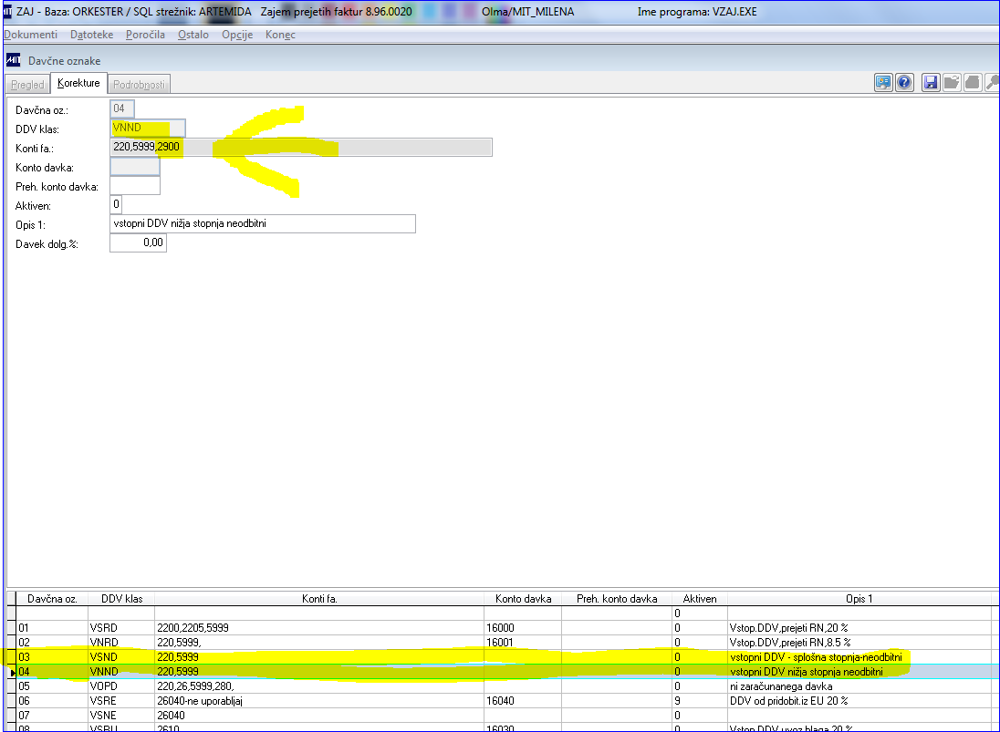 ZAJ - Baza: ORKESTER / SQL strežnik: ARTEMIDA Zajem prejetih faktur 8.96.0020 Olma/MIT_MILENA Ime programa: VZAJ.EXE
Dokumenti Datoteke Poročila Ostalo Opcije Konec
MIT Davčne oznake
Pregled Korekture Podrobnosti
Davčna oz.: 04
DDV klas: VNND
Konti fa.: 220,5999,2900
Konto davka:
Preh. konto davka:
Aktiven: 0
Opis 1: vstopni DDV nižja stopnja neodbitni
Davek dolg.%: 0,00
Davčna oz. DDV klas Konti fa. Konto davka Preh. konto davka Aktiven Opis 1
0
01 VSRD 2200,2205,5999 16000 0 Vstop.DDV,prejeti RN,20 %
02 VNRD 220,5999, 16001 0 Vstop.DDV,prejeti RN,8.5 %
03 VSND 220,5999 0 vstopni DDV - splošna stopnja-neodbitni
04 VNND 220,5999 0 vstopni DDV nižja stopnja neodbitni
05 VOPD 220,26,5999,280, 0 ni zaračunanega davka
06 VSRE 26040-ne uporabljaj 16040 9 DDV od pridobit.iz EU 20 %
07 VSNE 26040 0
08 VSRU 2610 16030 0 Vstop.DDV uvoz blaga 20 %